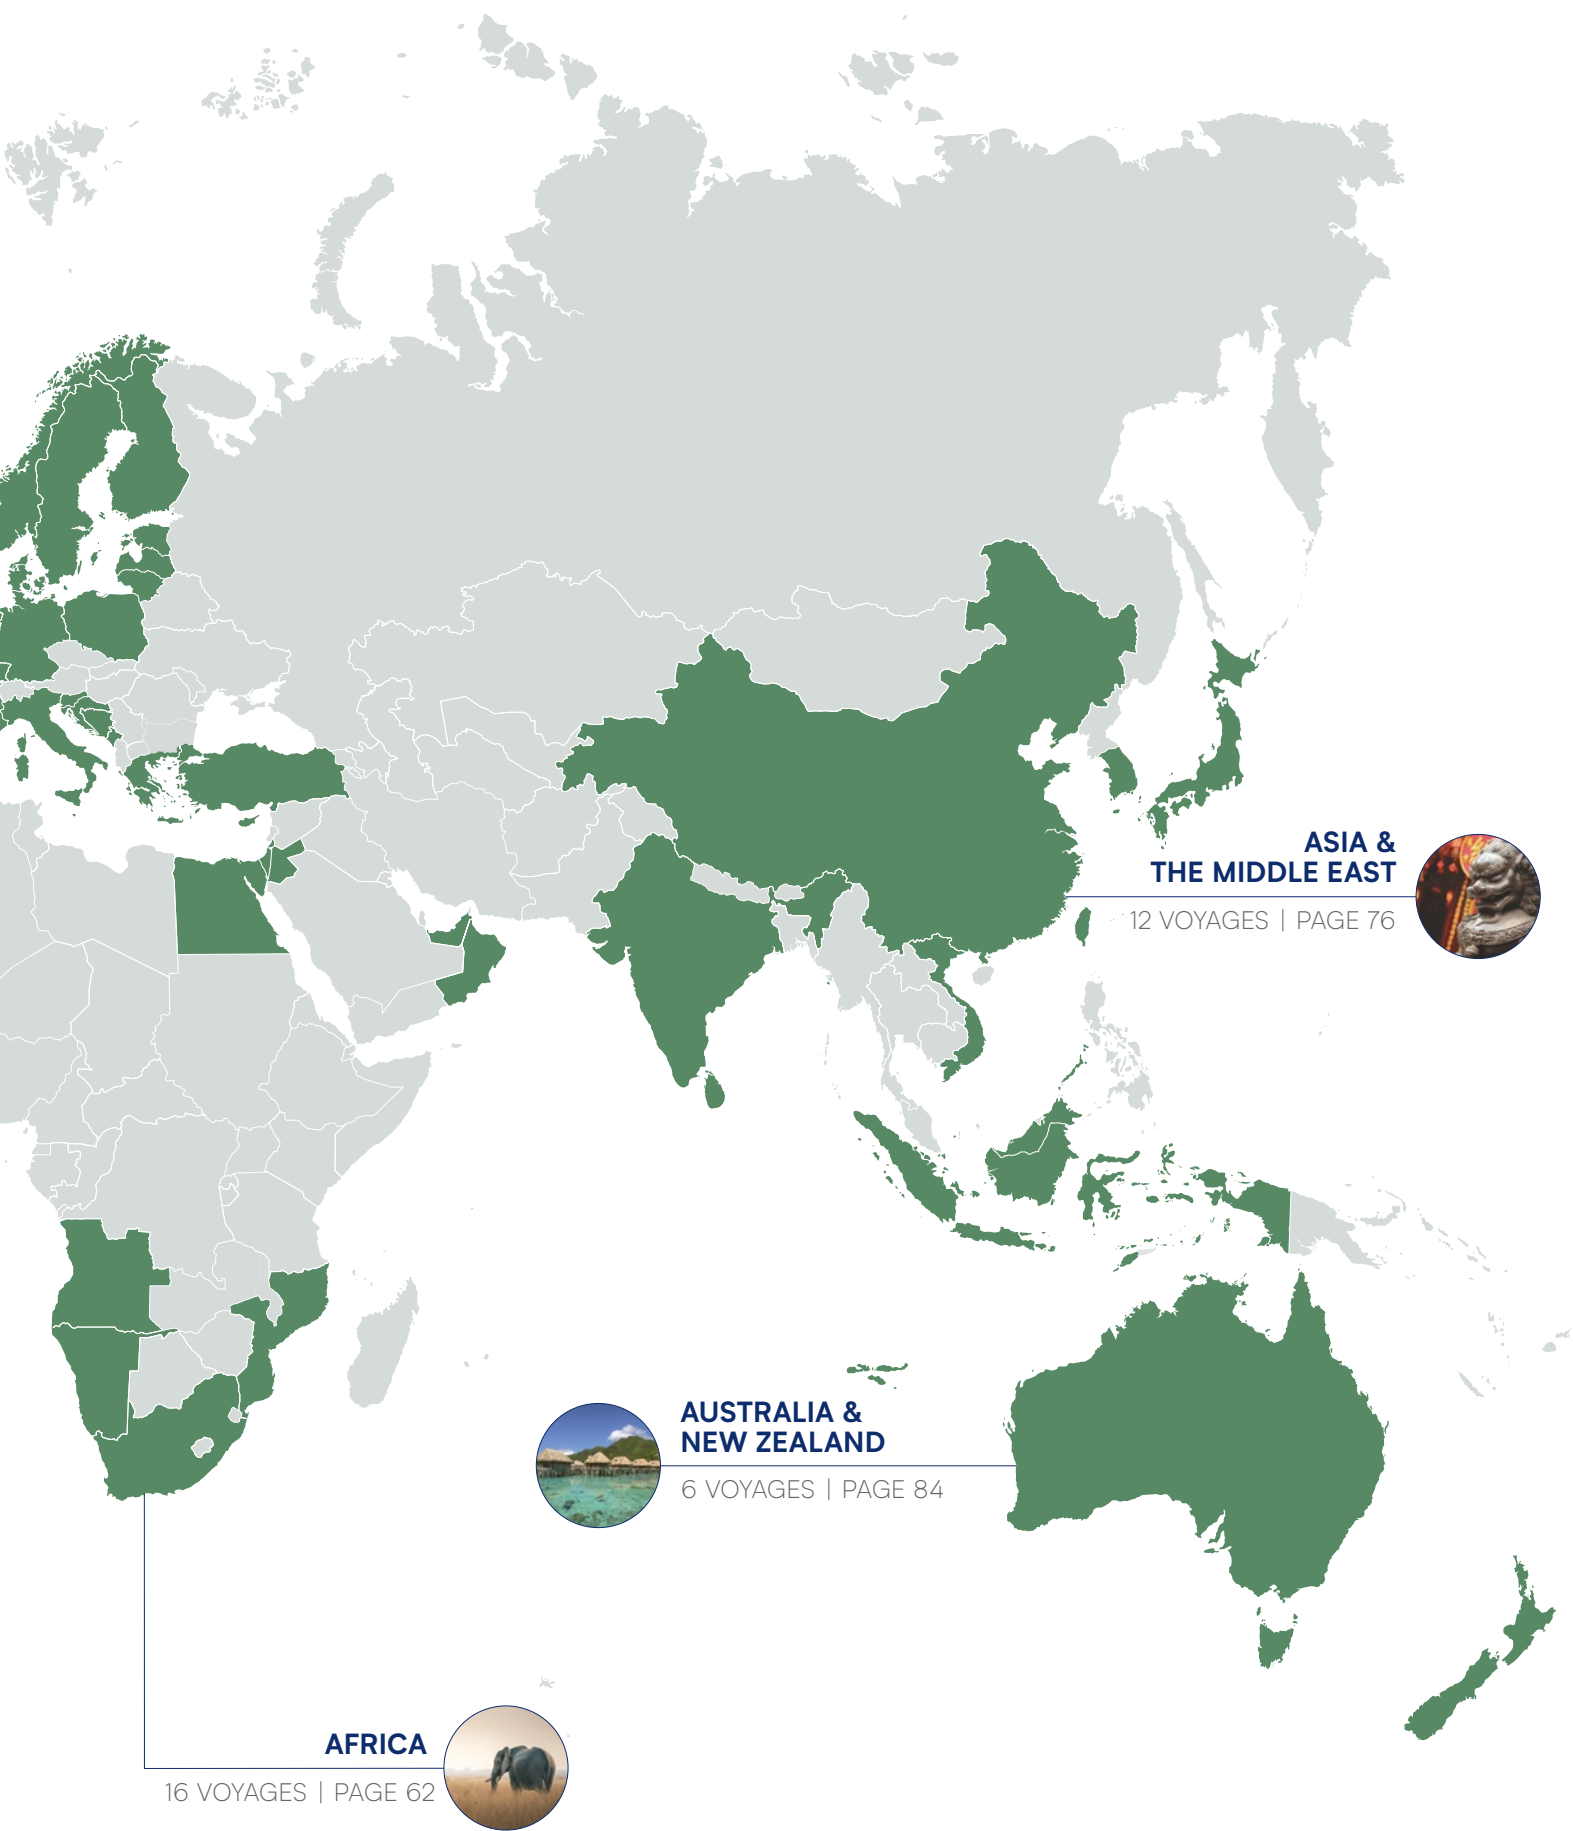 ASIA &
THE MIDDLE EAST
12 VOYAGES | PAGE 76
AUSTRALIA &
NEW ZEALAND
6 VOYAGES | PAGE 84
AFRICA
16 VOYAGES | PAGE 62